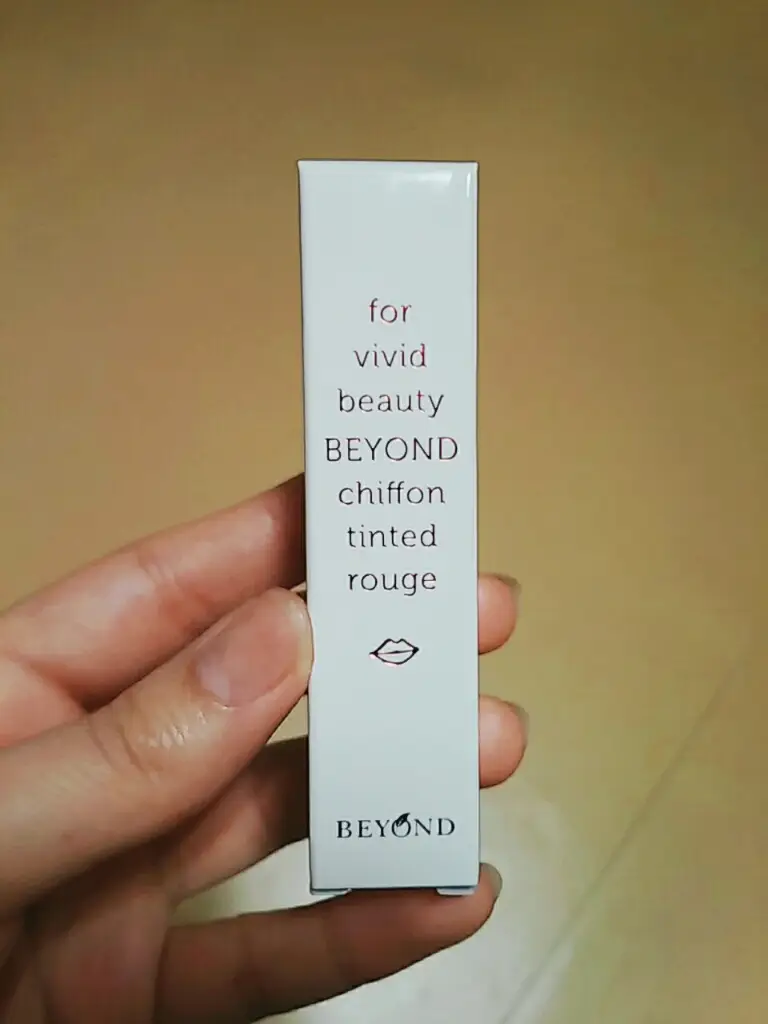 for
vivid
beauty
BEYOND
chiffon
tinted
rouge
BEYOND